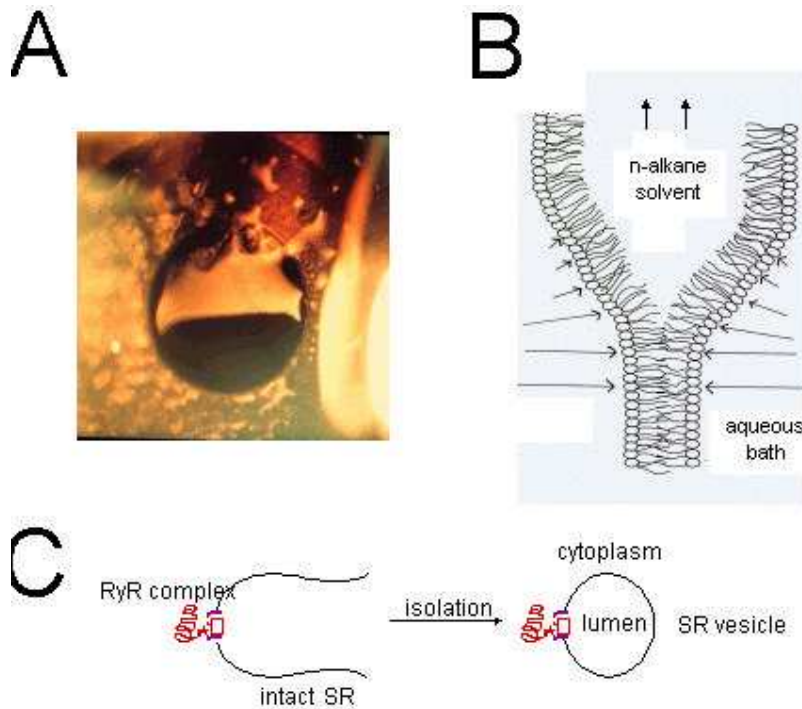 A
B
n-alkane
solvent
aqueous
bath
C
cytoplasm
RyR complex
isolation
lumen
SR vesicle
intact SR